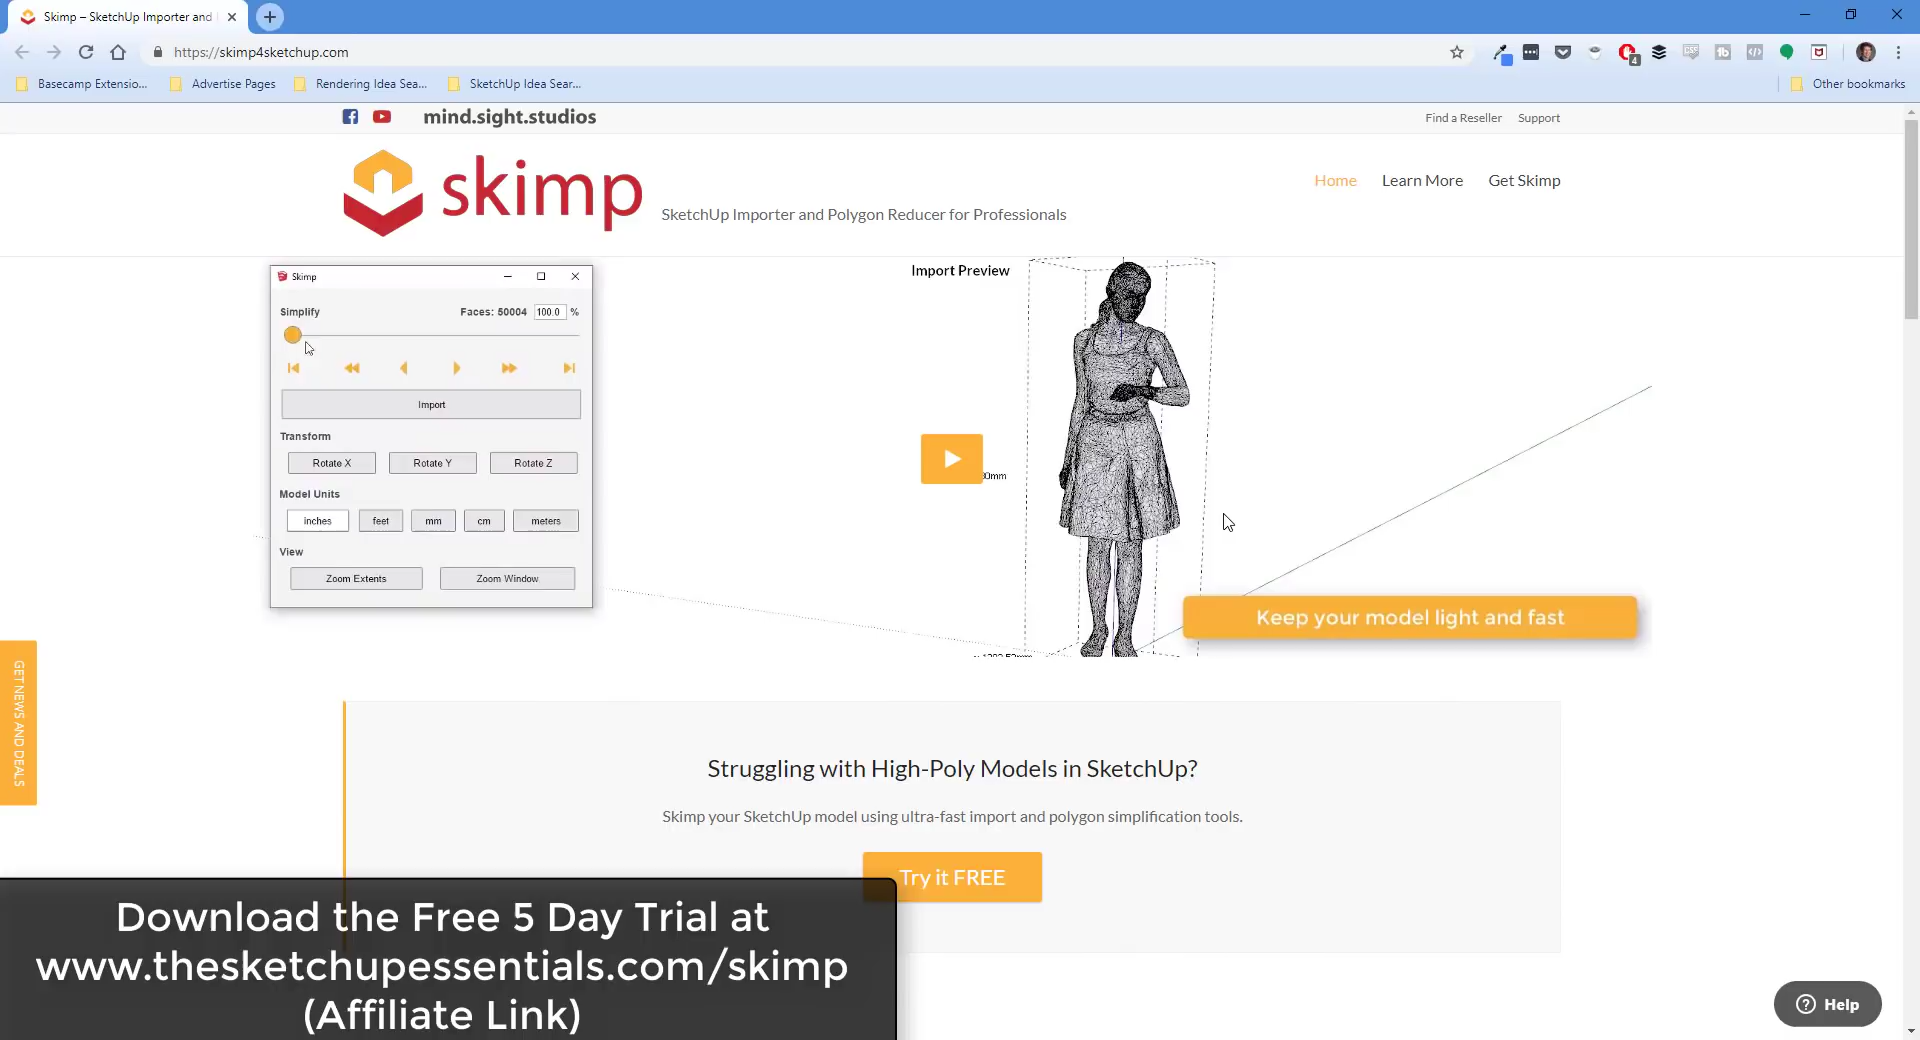 Skimp – SketchUp Importer and
https://skimp4sketchup.com
4
Basecamp Extensio...
Advertise Pages
Rendering Idea Sea...
SketchUp Idea Sear...
Other bookmarks
mind.sight.studios
Find a Reseller
Support
skimp
SketchUp Importer and Polygon Reducer for Professionals
Home
Learn More
Get Skimp
Skimp
Simplify
Faces: 50004
100.0 %
Import
Transform
Rotate X
Rotate Y
Rotate Z
Model Units
inches
feet
mm
cm
meters
View
Zoom Extents
Zoom Window
Import Preview
Keep your model light and fast
GET NEWS AND DEALS
Struggling with High-Poly Models in SketchUp?
Skimp your SketchUp model using ultra-fast import and polygon simplification tools.
Try it FREE
Download the Free 5 Day Trial at
www.thesketchupessentials.com/skimp
(Affiliate Link)
Help